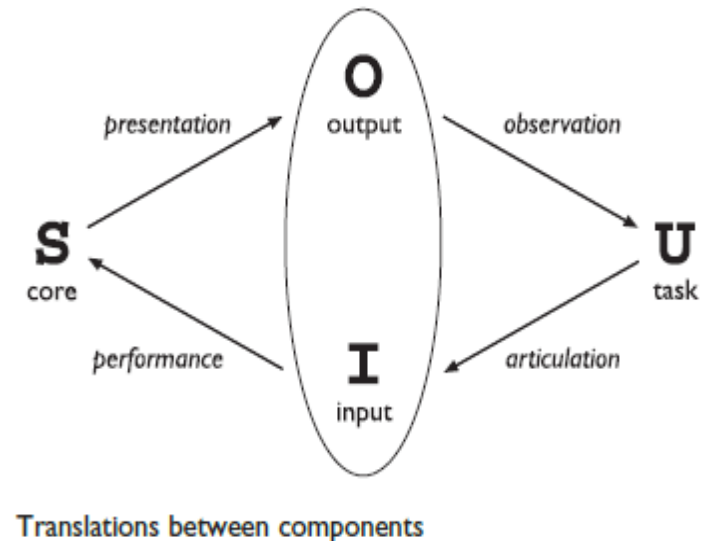 O
output
presentation
observation
S
core
U
task
performance
articulation
I
input
Translations between components